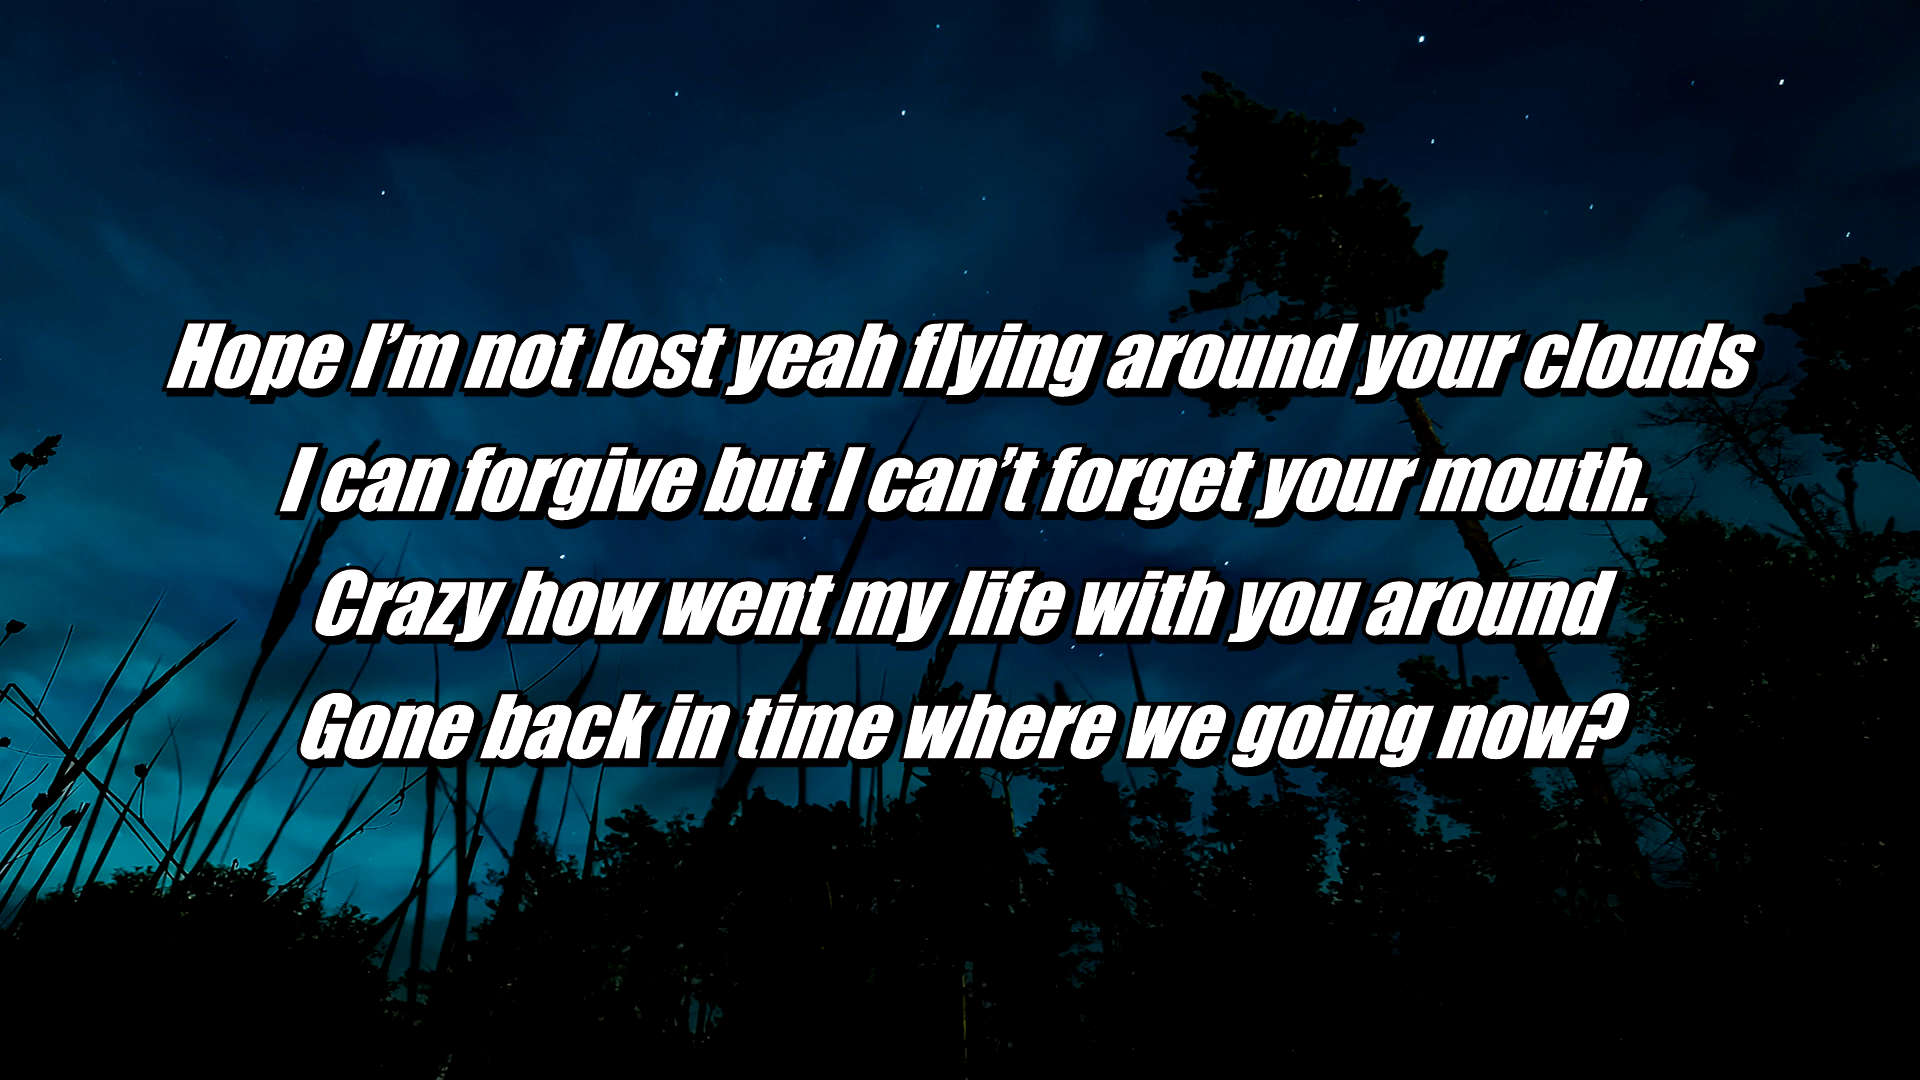 Hope I’m not lost yeah flying around your clouds
I can forgive but I can’t forget your mouth.
Crazy how went my life with you around
Gone back in time where we going now?